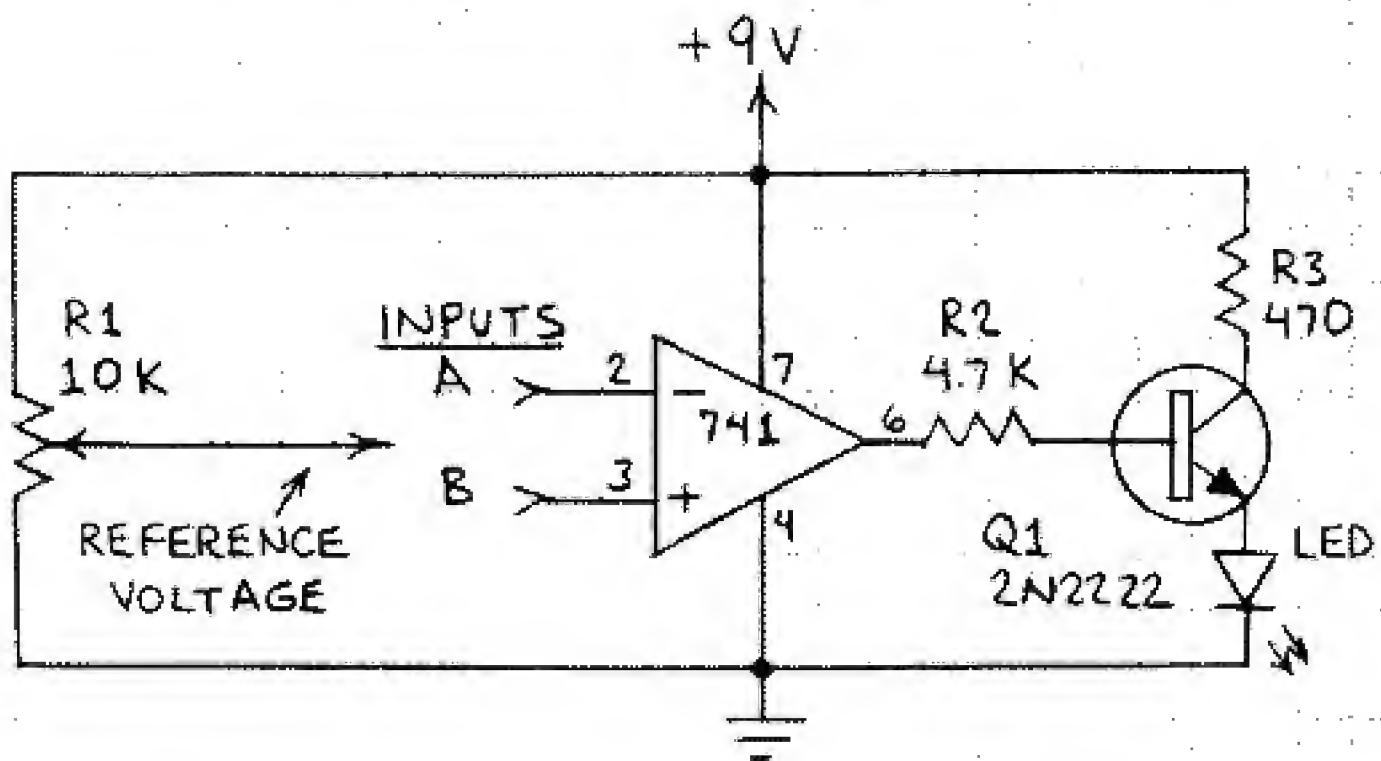 +9V
R1
10K
INPUTS
A
B
2
3
-
+
741
7
4
6
R2
4.7K
R3
470
REFERENCE
VOLTAGE
Q1
2N2222
LED